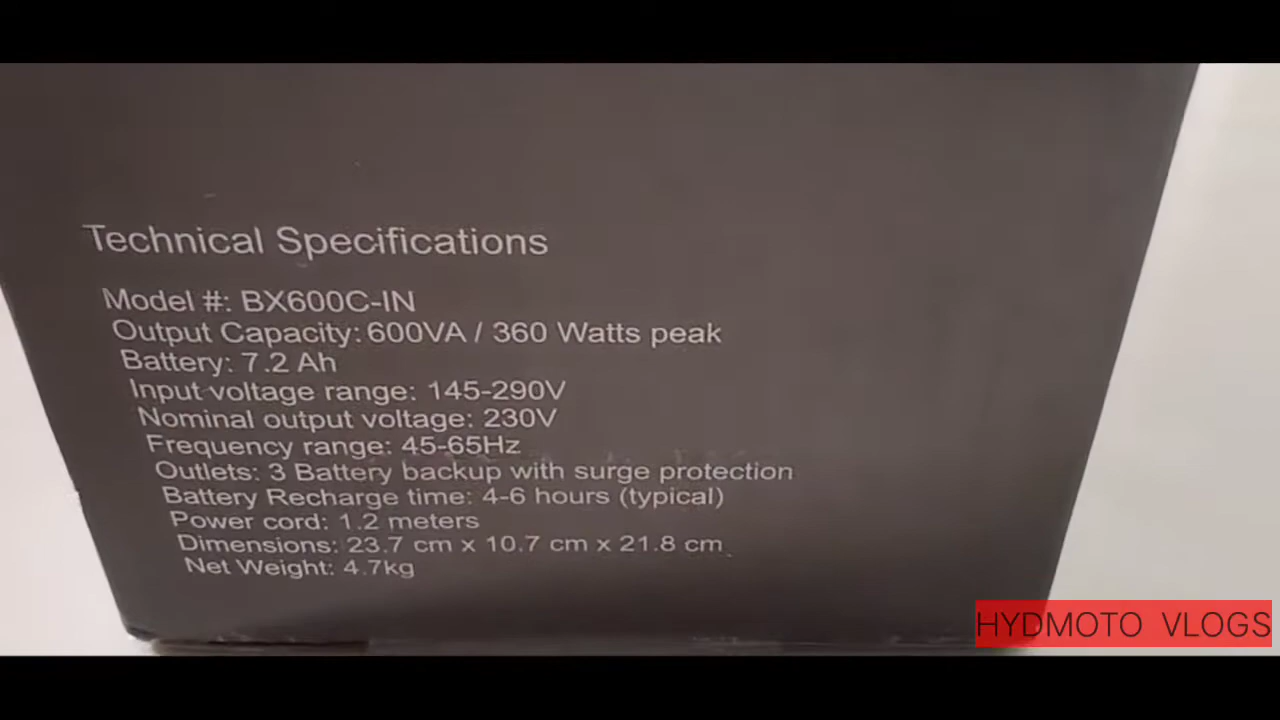 Technical Specifications
Model #: BX600C-IN
Output Capacity: 600VA / 360 Watts peak
Battery: 7.2 Ah
Input voltage range: 145-290V
Nominal output voltage: 230V
Frequency range: 45-65Hz
Outlets: 3 Battery backup with surge protection
Battery Recharge time: 4-6 hours (typical)
Power cord: 1.2 meters
Dimensions: 23.7 cm x 10.7 cm x 21.8 cm
Net Weight: 4.7kg
HYDMOTO VLOGS